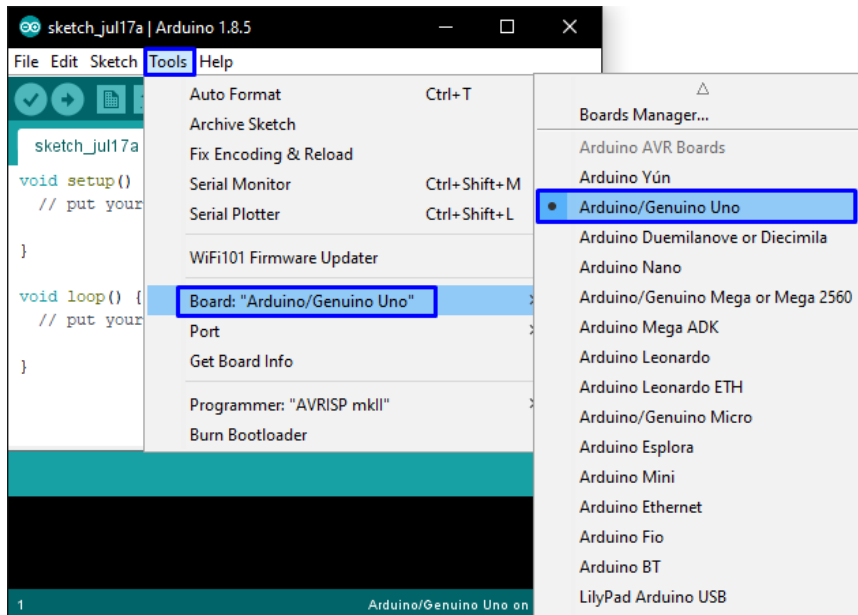 sketch_jul17a | Arduino 1.8.5
File Edit Sketch Tools Help
sketch_jul17a
void setup()
// put your
}
void loop() {
// put your
}
Auto Format Ctrl+T
Archive Sketch
Fix Encoding & Reload
Serial Monitor Ctrl+Shift+M
Serial Plotter Ctrl+Shift+L
WiFi101 Firmware Updater
Board: "Arduino/Genuino Uno"
Port
Get Board Info
Programmer: "AVRISP mkII"
Burn Bootloader
Boards Manager...
Arduino AVR Boards
Arduino Yún
Arduino/Genuino Uno
Arduino Duemilanove or Diecimila
Arduino Nano
Arduino/Genuino Mega or Mega 2560
Arduino Mega ADK
Arduino Leonardo
Arduino Leonardo ETH
Arduino/Genuino Micro
Arduino Esplora
Arduino Mini
Arduino Ethernet
Arduino Fio
Arduino BT
LilyPad Arduino USB
1 Arduino/Genuino Uno on